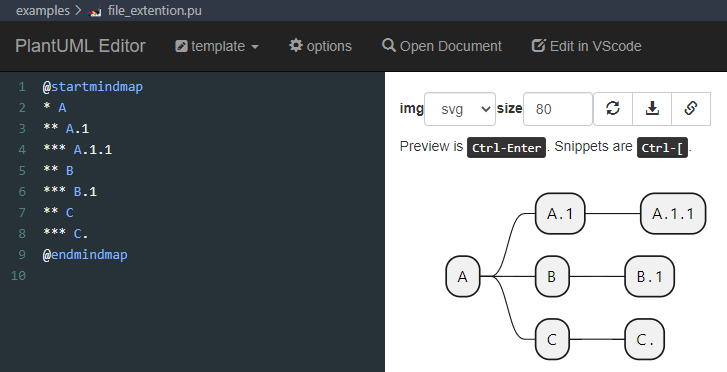 examples > file_extention.pu
PlantUML Editor template options Open Document Edit in VScode
1 @startmindmap
2 * A
3 ** A.1
4 *** A.1.1
5 ** B
6 *** B.1
7 ** C
8 *** C.
9 @endmindmap
10
img svg size 80
Preview is Ctrl-Enter . Snippets are Ctrl-[ .
A.1 A.1.1
A B B.1
C C.